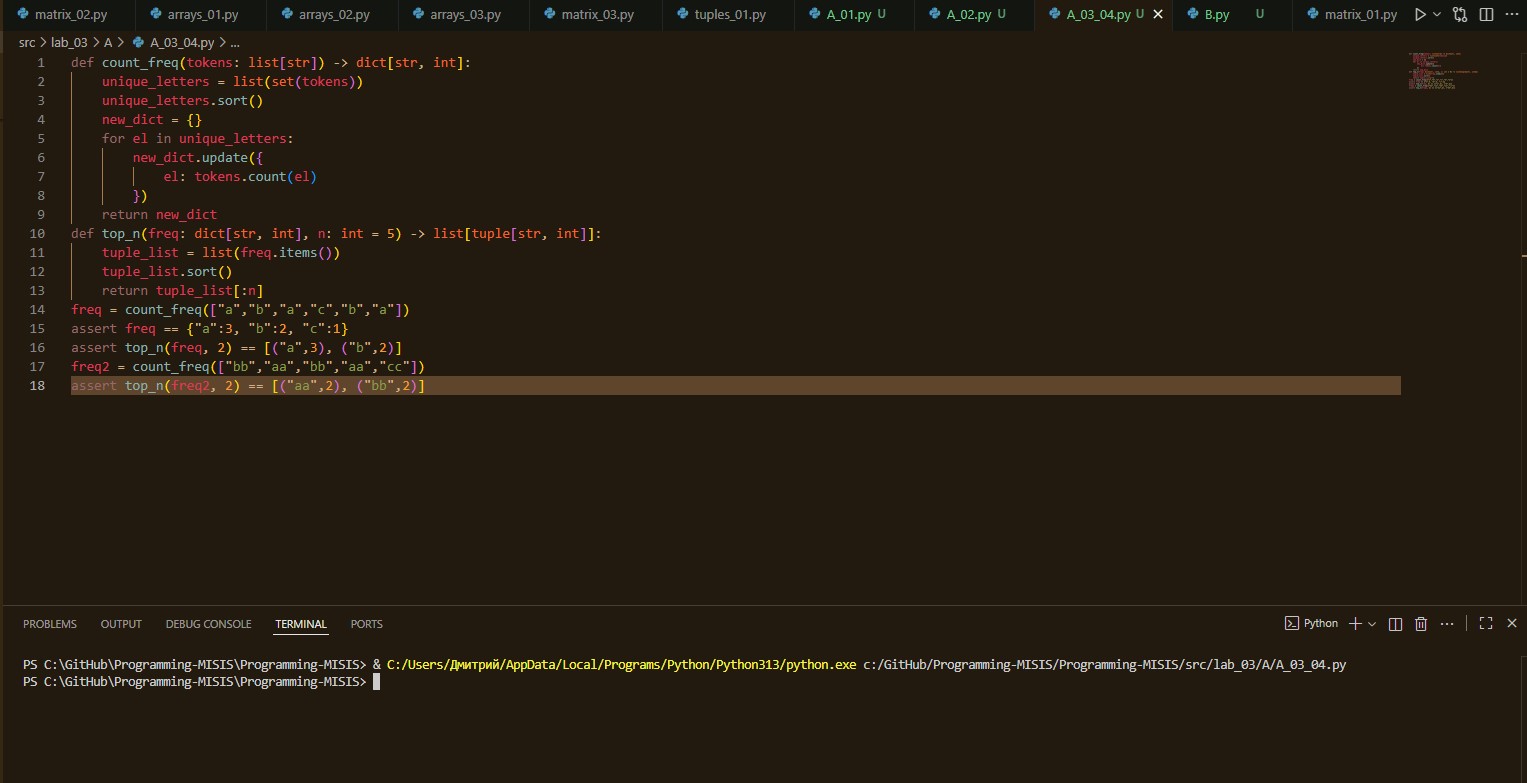 matrix_02.py arrays_01.py arrays_02.py arrays_03.py matrix_03.py tuples_01.py A_01.py U A_02.py U A_03_04.py U B.py U matrix_01.py
src > lab_03 > A > A_03_04.py > ...
1 def count_freq(tokens: list[str]) -> dict[str, int]:
2 unique_letters = list(set(tokens))
3 unique_letters.sort()
4 new_dict = {}
5 for el in unique_letters:
6 new_dict.update({
7 el: tokens.count(el)
8 })
9 return new_dict
10 def top_n(freq: dict[str, int], n: int = 5) -> list[tuple[str, int]]:
11 tuple_list = list(freq.items())
12 tuple_list.sort()
13 return tuple_list[:n]
14 freq = count_freq(["a","b","a","c","b","a"])
15 assert freq == {"a":3, "b":2, "c":1}
16 assert top_n(freq, 2) == [("a",3), ("b",2)]
17 freq2 = count_freq(["bb","aa","bb","aa","cc"])
18 assert top_n(freq2, 2) == [("aa",2), ("bb",2)]
PROBLEMS OUTPUT DEBUG CONSOLE TERMINAL PORTS Python
PS C:\GitHub\Programming-MISIS\Programming-MISIS> & C:/Users/Дмитрий/AppData/Local/Programs/Python/Python313/python.exe c:/GitHub/Programming-MISIS/Programming-MISIS/src/lab_03/A/A_03_04.py
PS C:\GitHub\Programming-MISIS\Programming-MISIS>